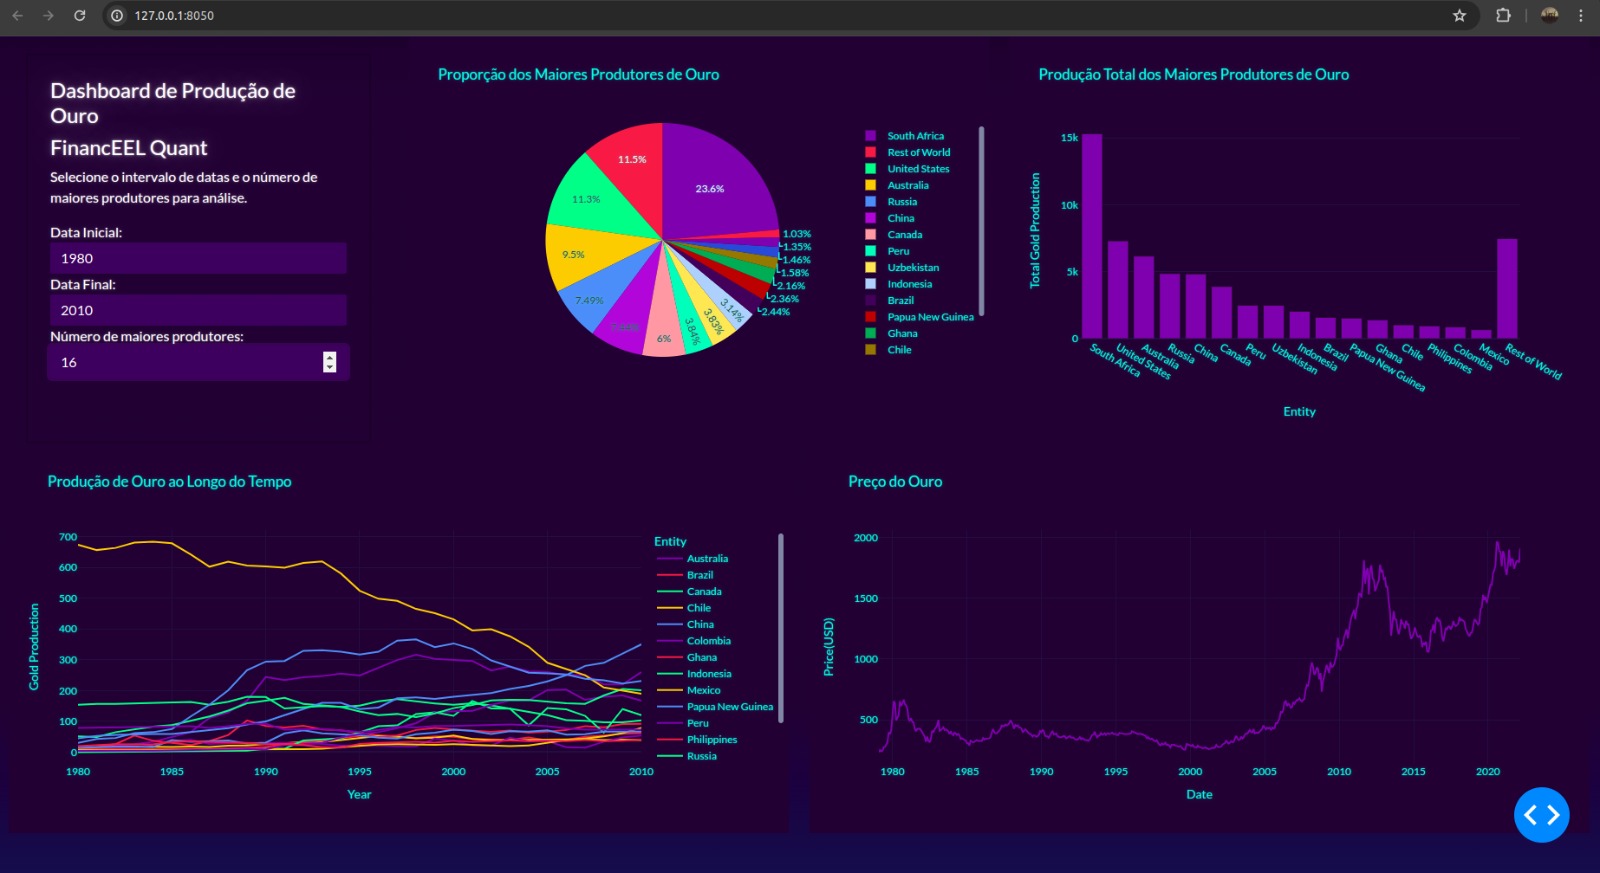 127.0.0.1:8050
Dashboard de Produção de
Ouro
FinancEEL Quant
Selecione o intervalo de datas e o número de
maiores produtores para análise.
Data Inicial:
1980
Data Final:
2010
Número de maiores produtores:
16
Proporção dos Maiores Produtores de Ouro
11.5%
23.6%
11.3%
9.5%
7.49%
6%
3.84%
3.83%
3.14%
1.03%
1.35%
1.46%
1.58%
2.16%
2.36%
2.44%
South Africa
Rest of World
United States
Australia
Russia
China
Canada
Peru
Uzbekistan
Indonesia
Brazil
Papua New Guinea
Ghana
Chile
Produção Total dos Maiores Produtores de Ouro
Total Gold Production
15k
10k
5k
0
South Africa
United States
Australia
Russia
China
Canada
Peru
Uzbekistan
Indonesia
Brazil
Papua New Guinea
Ghana
Chile
Philippines
Colombia
Mexico
Rest of World
Entity
Produção de Ouro ao Longo do Tempo
Gold Production
700
600
500
400
300
200
100
0
1980
1985
1990
1995
2000
2005
2010
Year
Entity
Australia
Brazil
Canada
Chile
China
Colombia
Ghana
Indonesia
Mexico
Papua New Guinea
Peru
Philippines
Russia
Preço do Ouro
Price(USD)
2000
1500
1000
500
1980
1985
1990
1995
2000
2005
2010
2015
2020
Date